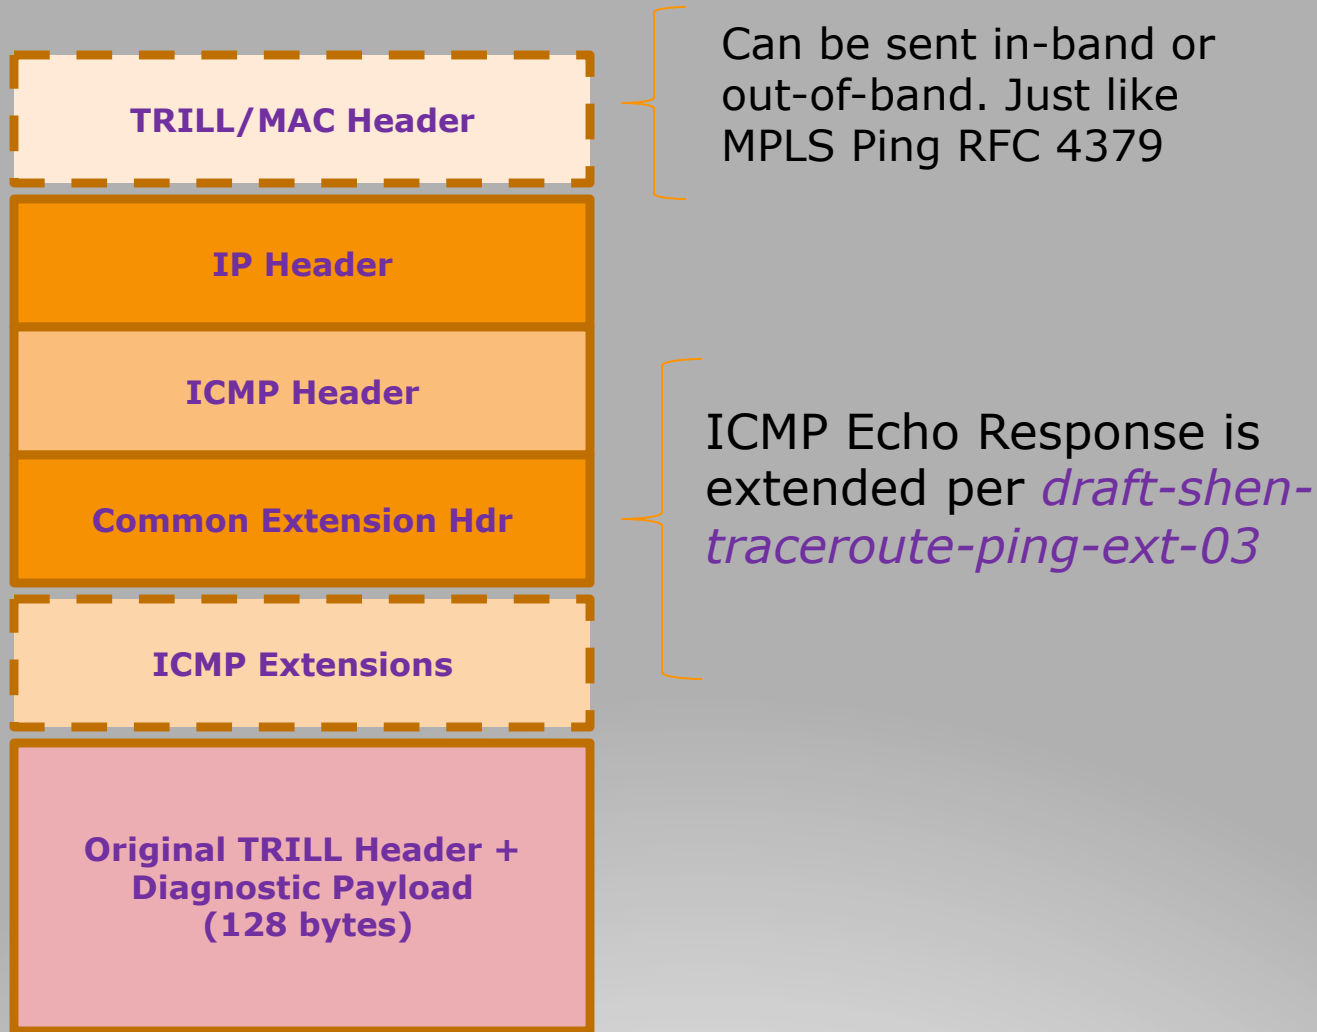 TRILL/MAC Header
Can be sent in-band or
out-of-band. Just like
MPLS Ping RFC 4379
IP Header
ICMP Header
Common Extension Hdr
ICMP Extensions
ICMP Echo Response is
extended per draft-shen-
traceroute-ping-ext-03
Original TRILL Header +
Diagnostic Payload
(128 bytes)